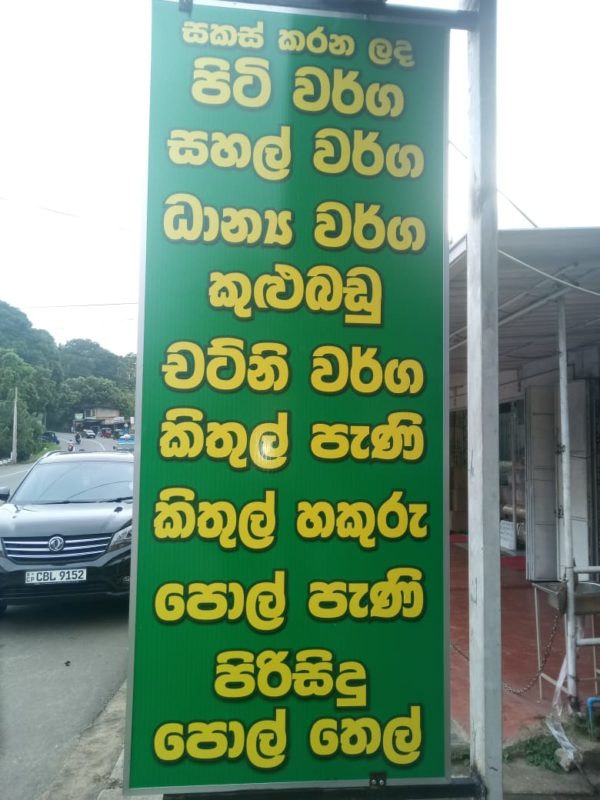 සකස් කරන ලද
පිටි වර්ග
සහල් වර්ග
ධාන්‍ය වර්ග
කුළුබඩු
චට්නි වර්ග
කිතුල් පැණි
කිතුල් හකුරු
පොල් පැණි
පිරිසිදු
පොල් තෙල්
CBL 9152